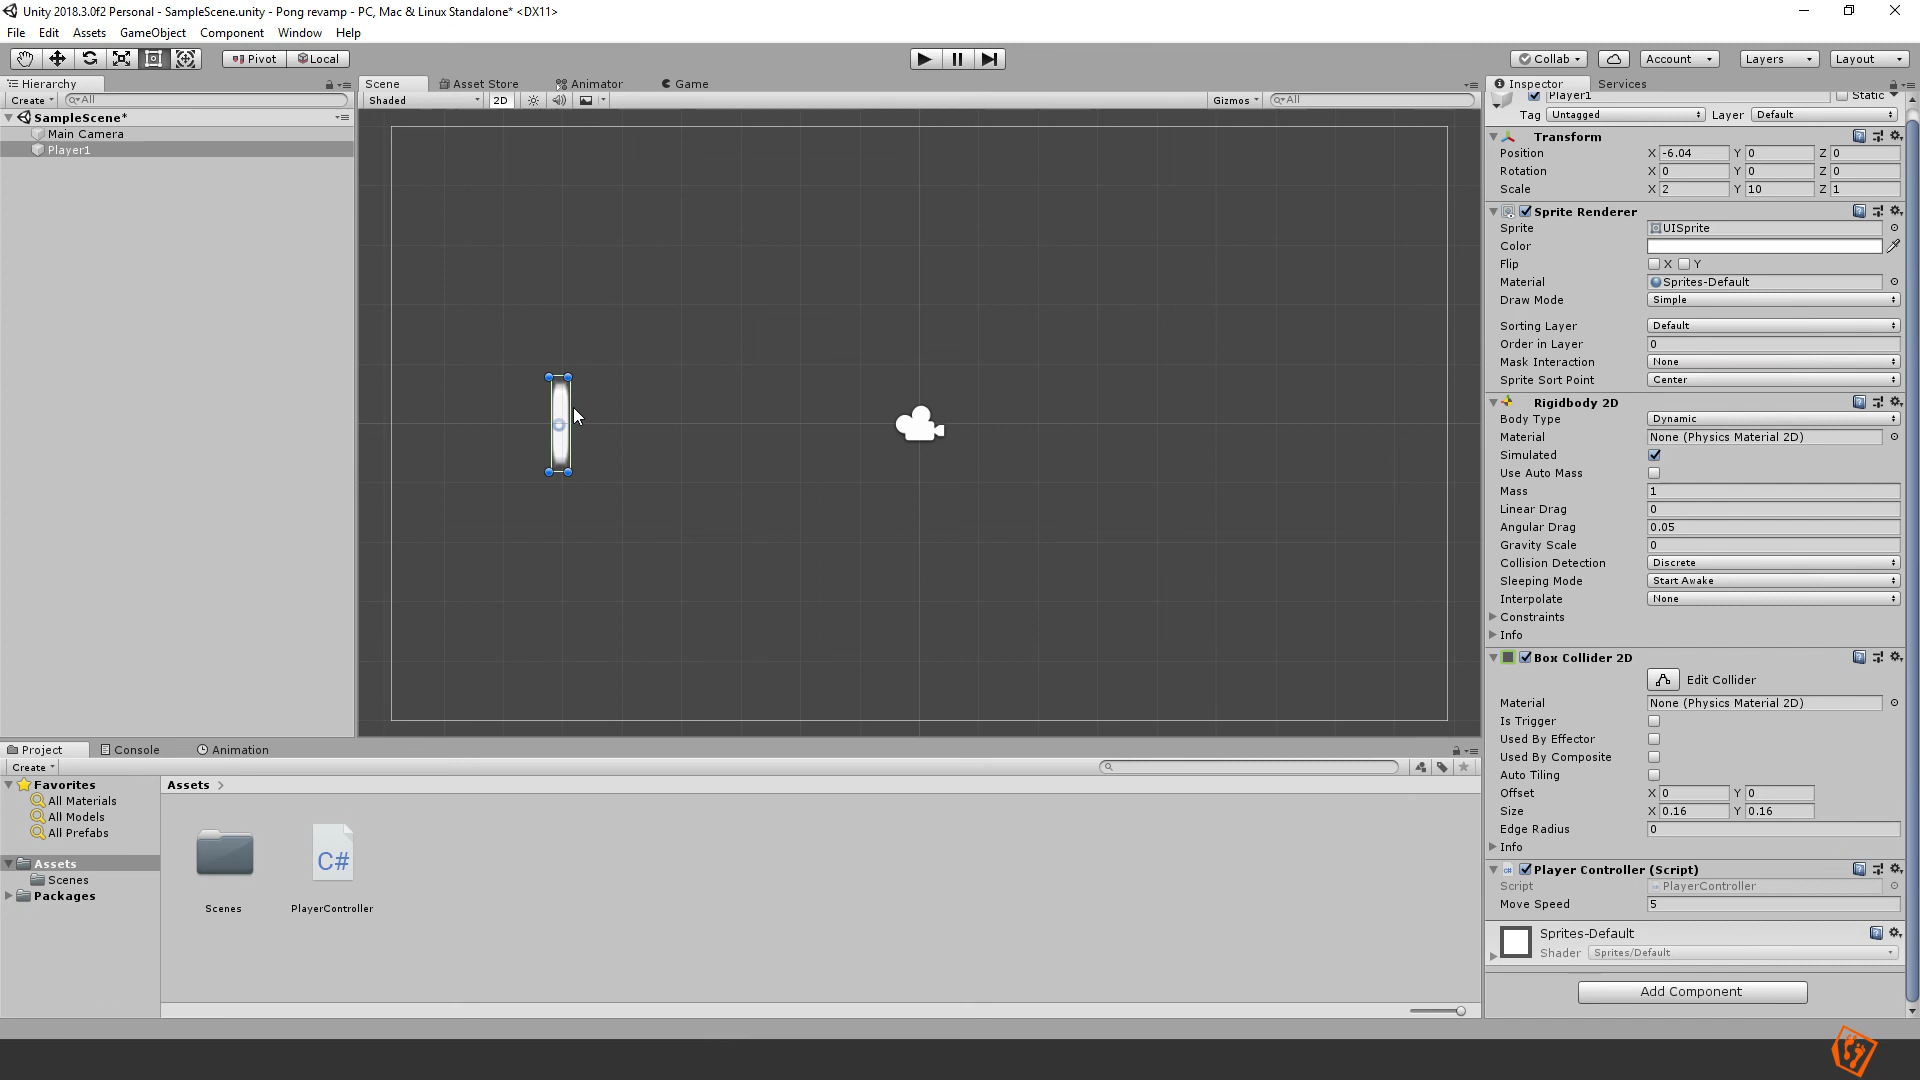 Unity 2018.3.0f2 Personal - SampleScene.unity - Pong revamp - PC, Mac & Linux Standalone* <DX11>
File Edit Assets GameObject Component Window Help
Pivot Local Collab Account Layers Layout
Hierarchy
Create All
SampleScene*
Main Camera
Player1
Scene Asset Store Animator Game
Shaded 2D Gizmos All
Inspector Services
Player1 Static
Tag Untagged Layer Default
Transform
Position X -6.04 Y 0 Z 0
Rotation X 0 Y 0 Z 0
Scale X 2 Y 10 Z 1
Sprite Renderer
Sprite UISprite
Color
Flip X Y
Material Sprites-Default
Draw Mode Simple
Sorting Layer Default
Order in Layer 0
Mask Interaction None
Sprite Sort Point Center
Rigidbody 2D
Body Type Dynamic
Material None (Physics Material 2D)
Simulated
Use Auto Mass
Mass 1
Linear Drag 0
Angular Drag 0.05
Gravity Scale 0
Collision Detection Discrete
Sleeping Mode Start Awake
Interpolate None
Constraints
Info
Box Collider 2D
Edit Collider
Material None (Physics Material 2D)
Is Trigger
Used By Effector
Used By Composite
Auto Tiling
Offset X 0 Y 0
Size X 0.16 Y 0.16
Edge Radius 0
Info
Player Controller (Script)
Script PlayerController
Move Speed 5
Sprites-Default
Shader Sprites/Default
Add Component
Project Console Animation
Create
Favorites
All Materials
All Models
All Prefabs
Assets
Scenes
Packages
Assets
C#
Scenes PlayerController